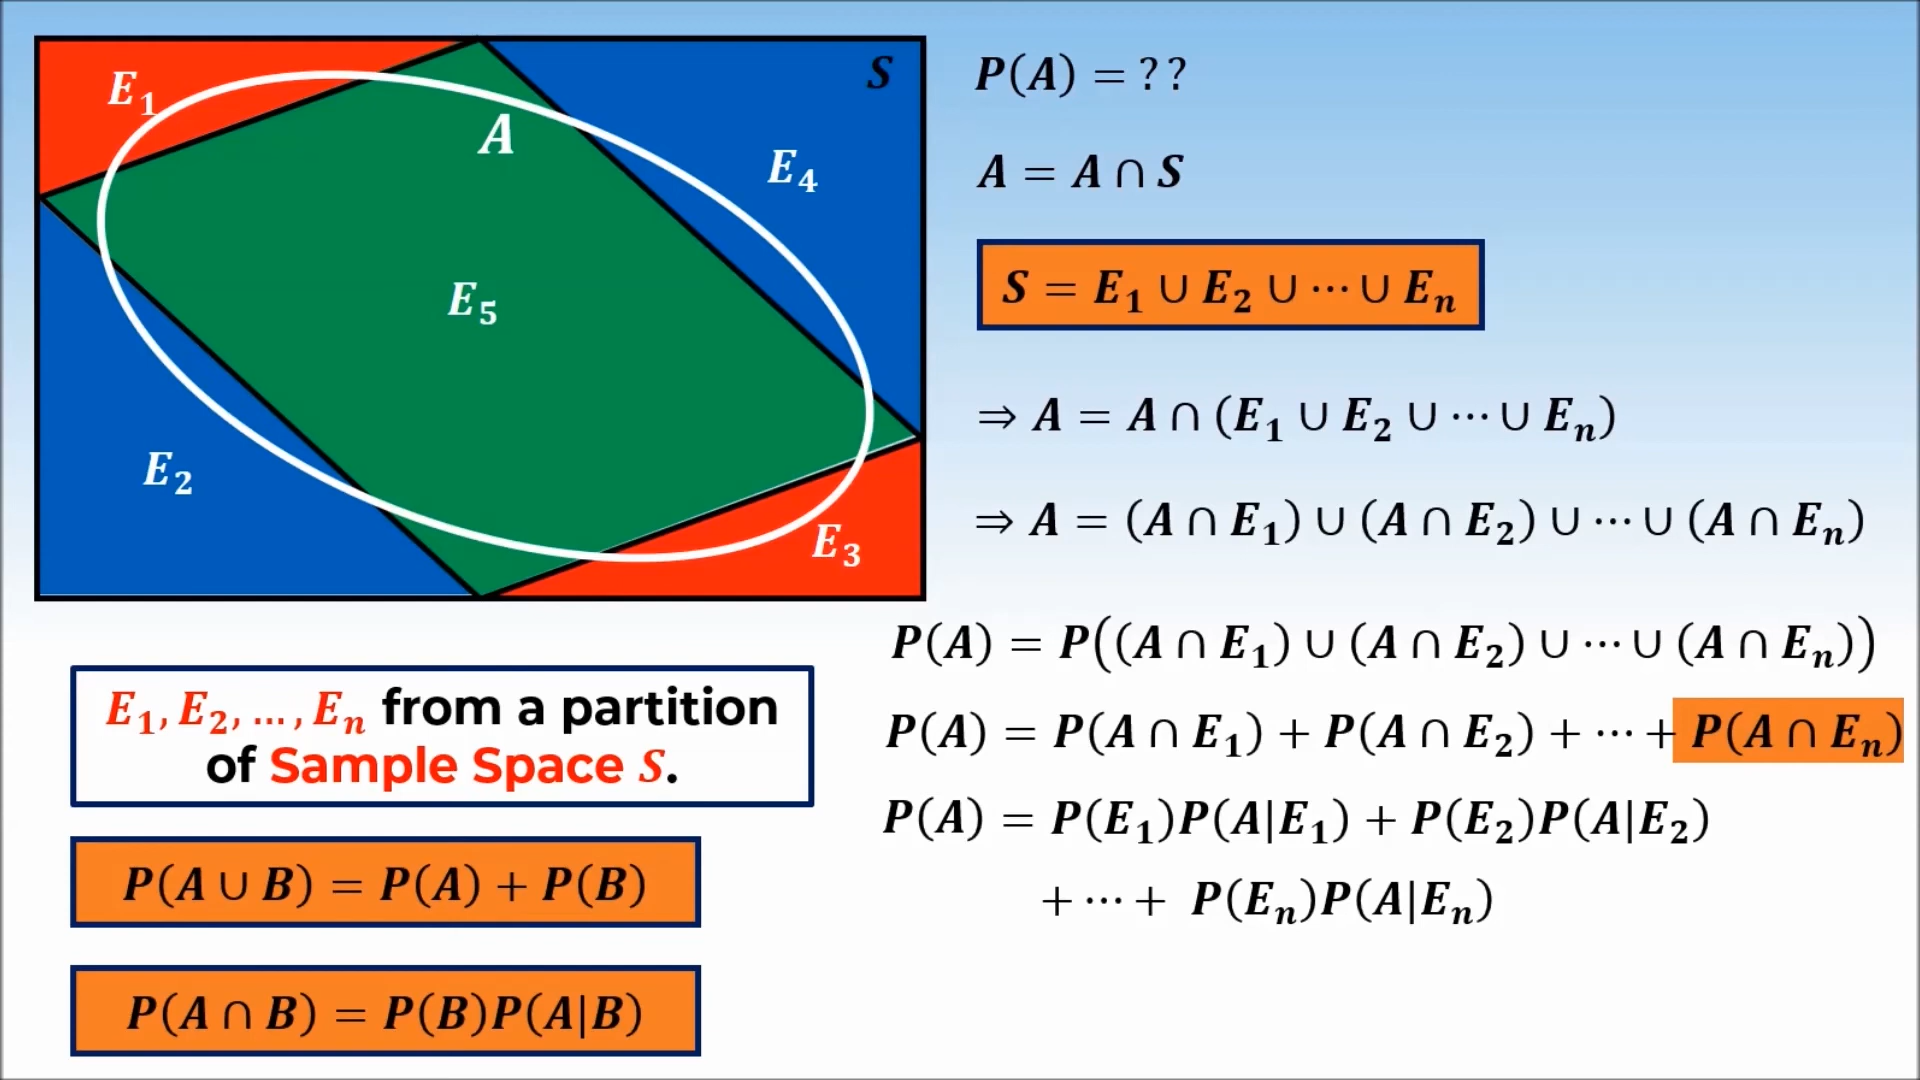 E₁
S
A
E₄
E₅
E₂
E₃
P(A) = ??
A = A ∩ S
S = E₁ ∪ E₂ ∪ ⋯ ∪ Eₙ
⇒ A = A ∩ (E₁ ∪ E₂ ∪ ⋯ ∪ Eₙ)
⇒ A = (A ∩ E₁) ∪ (A ∩ E₂) ∪ ⋯ ∪ (A ∩ Eₙ)
P(A) = P((A ∩ E₁) ∪ (A ∩ E₂) ∪ ⋯ ∪ (A ∩ Eₙ))
P(A) = P(A ∩ E₁) + P(A ∩ E₂) + ⋯ + P(A ∩ Eₙ)
P(A) = P(E₁)P(A|E₁) + P(E₂)P(A|E₂)
+ ⋯ + P(Eₙ)P(A|Eₙ)
E₁, E₂, … , Eₙ from a partition
of Sample Space S.
P(A ∪ B) = P(A) + P(B)
P(A ∩ B) = P(B)P(A|B)